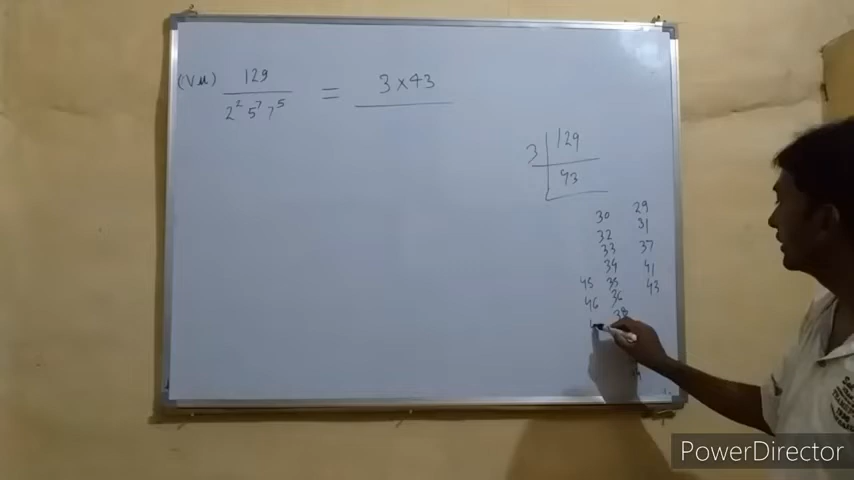 (vii) 129 / 2² 5⁷ 7⁵ = 3 × 43
3 | 129
43
30 29
32 31
33 37
34 41
45 35 43
46 36
38
PowerDirector